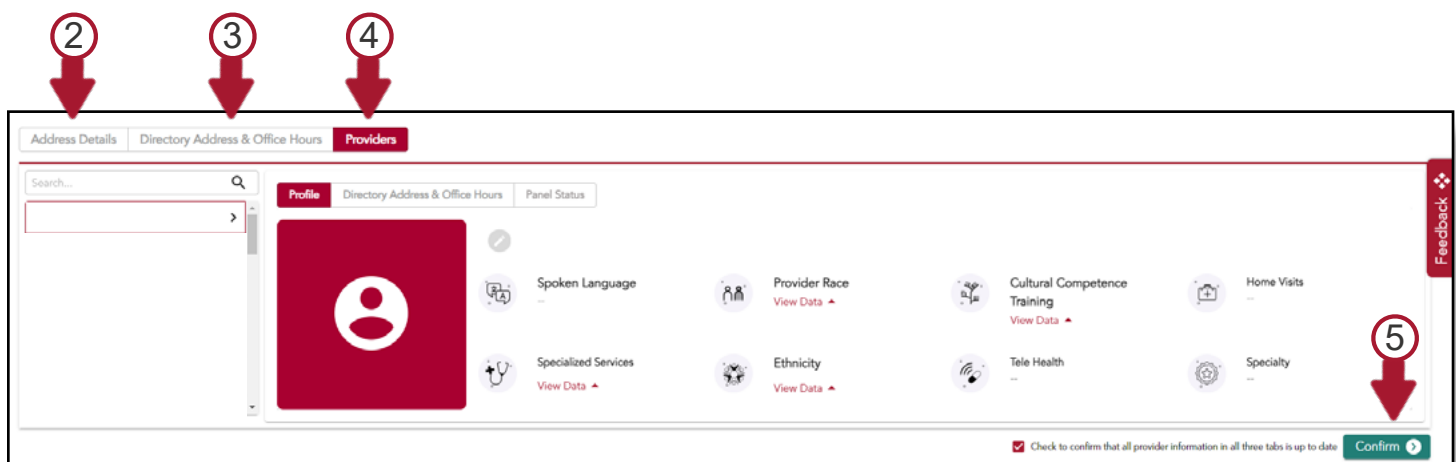 2 3 4
Address Details Directory Address & Office Hours Providers
Search...
Profile Directory Address & Office Hours Panel Status
Spoken Language
--
Provider Race
View Data
Cultural Competence
Training
View Data
Home Visits
--
Specialized Services
View Data
Ethnicity
View Data
Tele Health
--
Specialty
--
Feedback
5
Check to confirm that all provider information in all three tabs is up to date Confirm